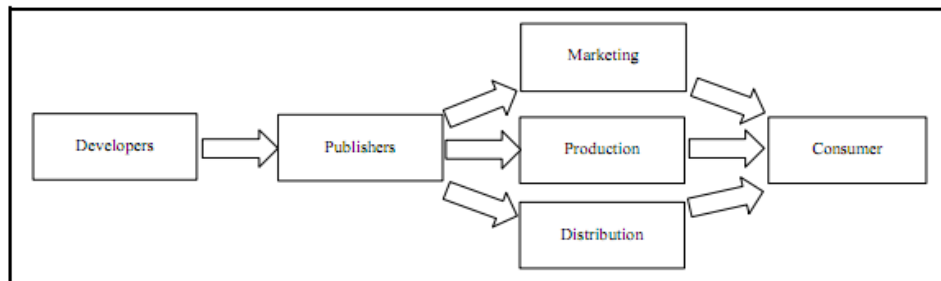 Marketing
Developers
Publishers
Production
Consumer
Distribution